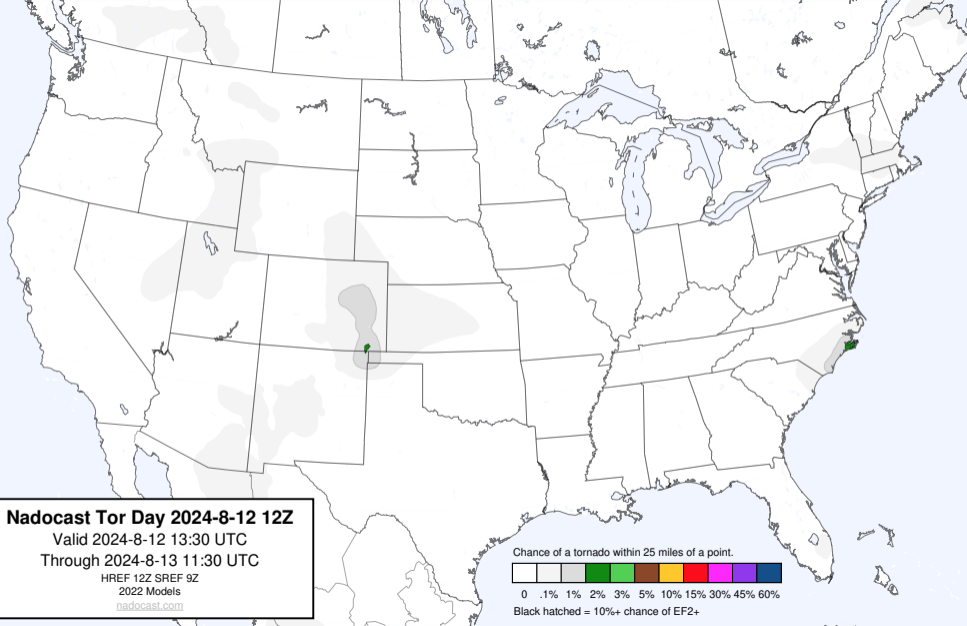 Nadocast Tor Day 2024-8-12 12Z
Valid 2024-8-12 13:30 UTC
Through 2024-8-13 11:30 UTC
HREF 12Z SREF 9Z
2022 Models
nadocast.com
Chance of a tornado within 25 miles of a point.
0 .1% 1% 2% 3% 5% 10% 15% 30% 45% 60%
Black hatched = 10%+ chance of EF2+